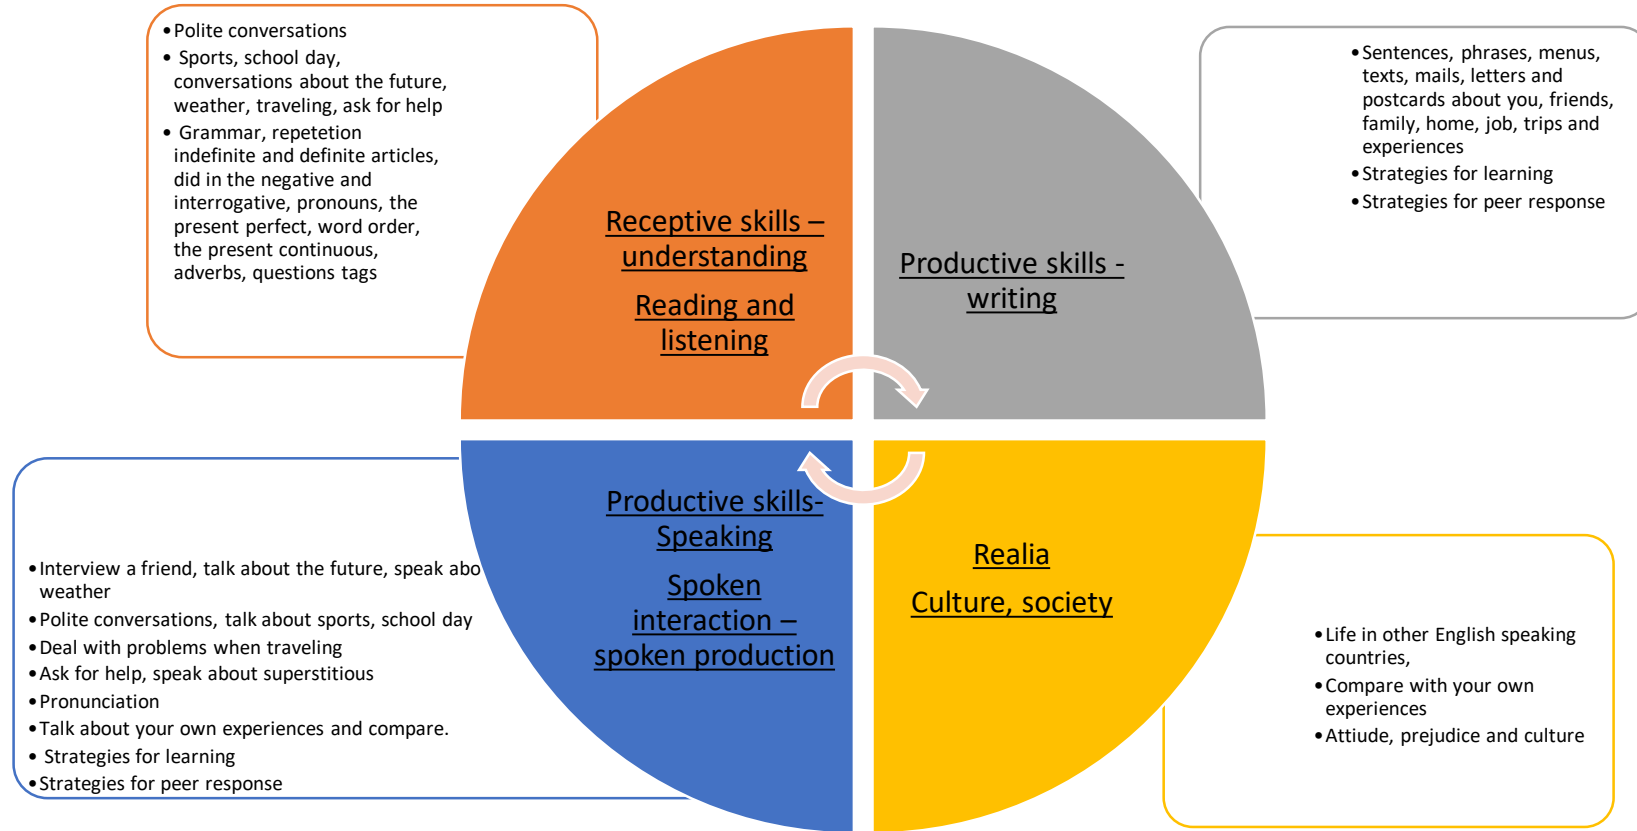 •Polite conversations
• Sports, school day,
conversations about the future,
weather, traveling, ask for help
• Grammar, repetetion
indefinite and definite articles,
did in the negative and
interrogative, pronouns, the
present perfect, word order,
the present continuous,
adverbs, questions tags
Receptive skills –
understanding
Reading and
listening
•Sentences, phrases, menus,
texts, mails, letters and
postcards about you, friends,
family, home, job, trips and
experiences
•Strategies for learning
•Strategies for peer response
Productive skills -
writing
•Interview a friend, talk about the future, speak abo
weather
•Polite conversations, talk about sports, school day
•Deal with problems when traveling
•Ask for help, speak about superstitious
•Pronunciation
•Talk about your own experiences and compare.
• Strategies for learning
•Strategies for peer response
Productive skills-
Speaking
Spoken
interaction –
spoken production
Realia
Culture, society
•Life in other English speaking
countries,
•Compare with your own
experiences
•Attiude, prejudice and culture